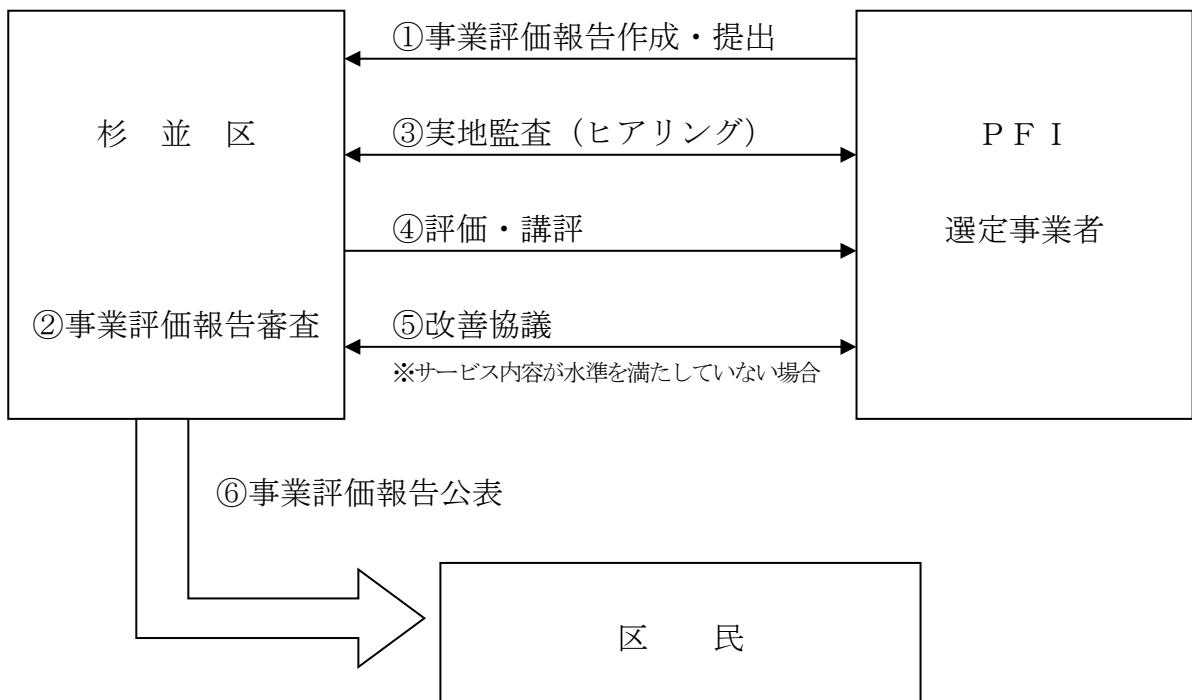 ①事業評価報告作成・提出
杉 並 区
③実地監査（ヒアリング）
ＰＦＩ
④評価・講評
選定事業者
②事業評価報告審査
⑤改善協議
※サービス内容が水準を満たしていない場合
⑥事業評価報告公表
区 民